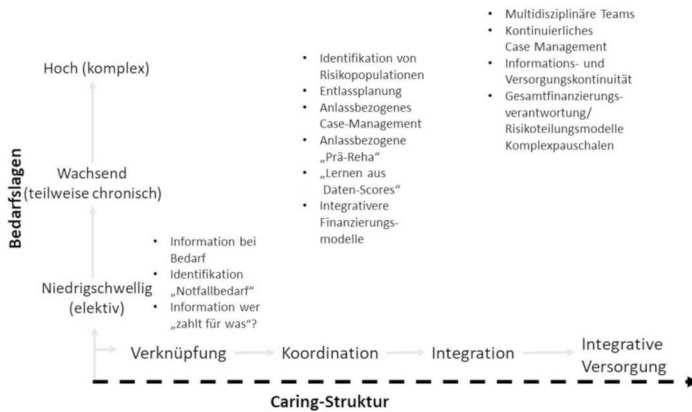 Bedarfslagen
Hoch (komplex)
Wachsend
(teilweise chronisch)
Niedrigschwellig
(elektiv)
• Information bei
Bedarf
• Identifikation
„Notfallbedarf“
• Information wer
„zahlt für was“?
• Identifikation von
Risikopopulationen
• Entlassplanung
• Anlassbezogenes
Case-Management
• Anlassbezogene
„Prä-Reha“
• „Lernen aus
Daten-Scores“
• Integrativere
Finanzierungs-
modelle
• Multidisziplinäre Teams
• Kontinuierliches
Case Management
• Informations- und
Versorgungskontinuität
• Gesamtfinanzierungs-
verantwortung/
Risikoteilungsmodelle
Komplexpauschalen
Verknüpfung
Koordination
Integration
Integrative
Versorgung
Caring-Struktur